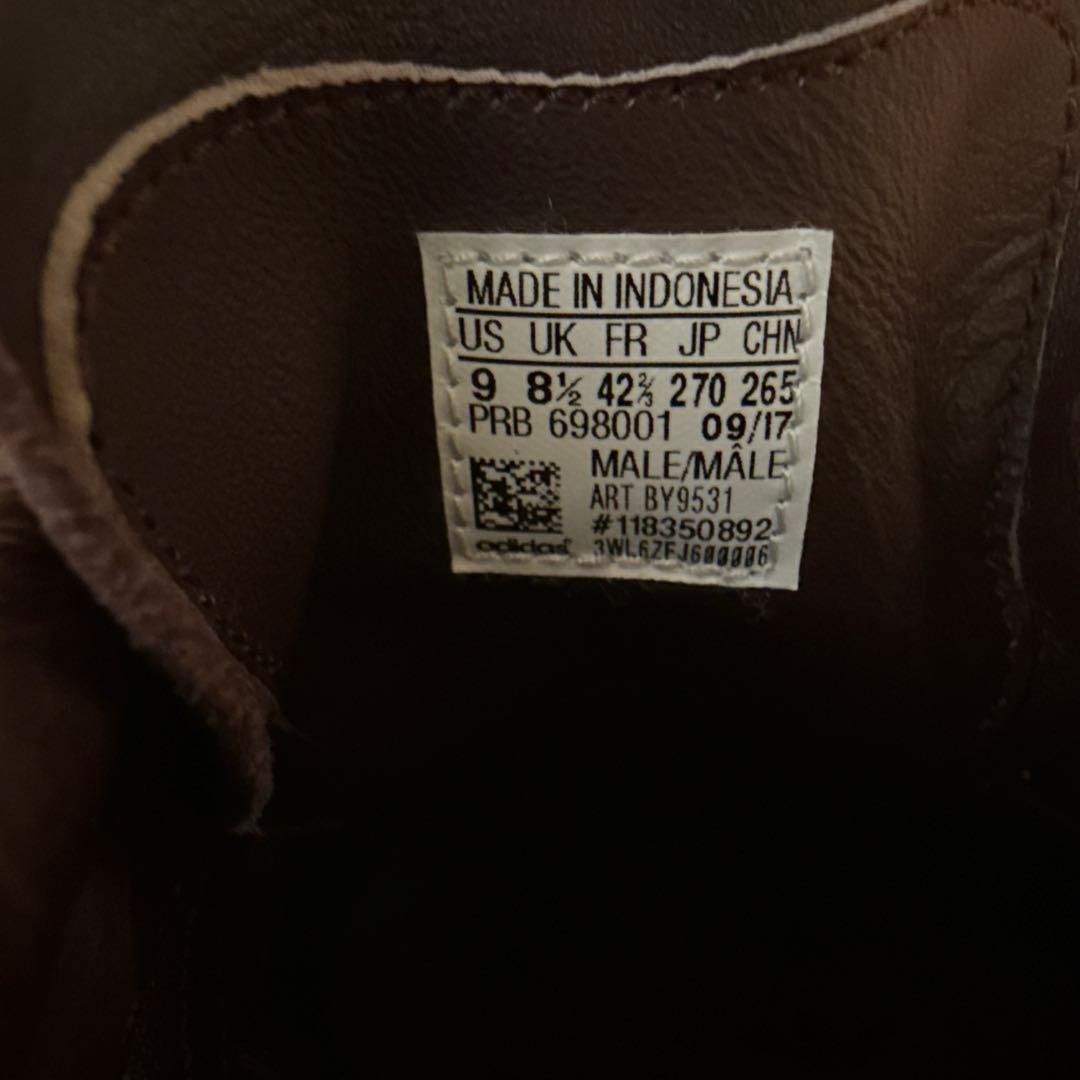 MADE IN INDONESIA
US UK FR JP CHN
9 8½ 42⅔ 270 265
PRB 698001 09/17
MALE/MÂLE
ART BY9531
#118350892
adidas 3WL6ZFJ600006